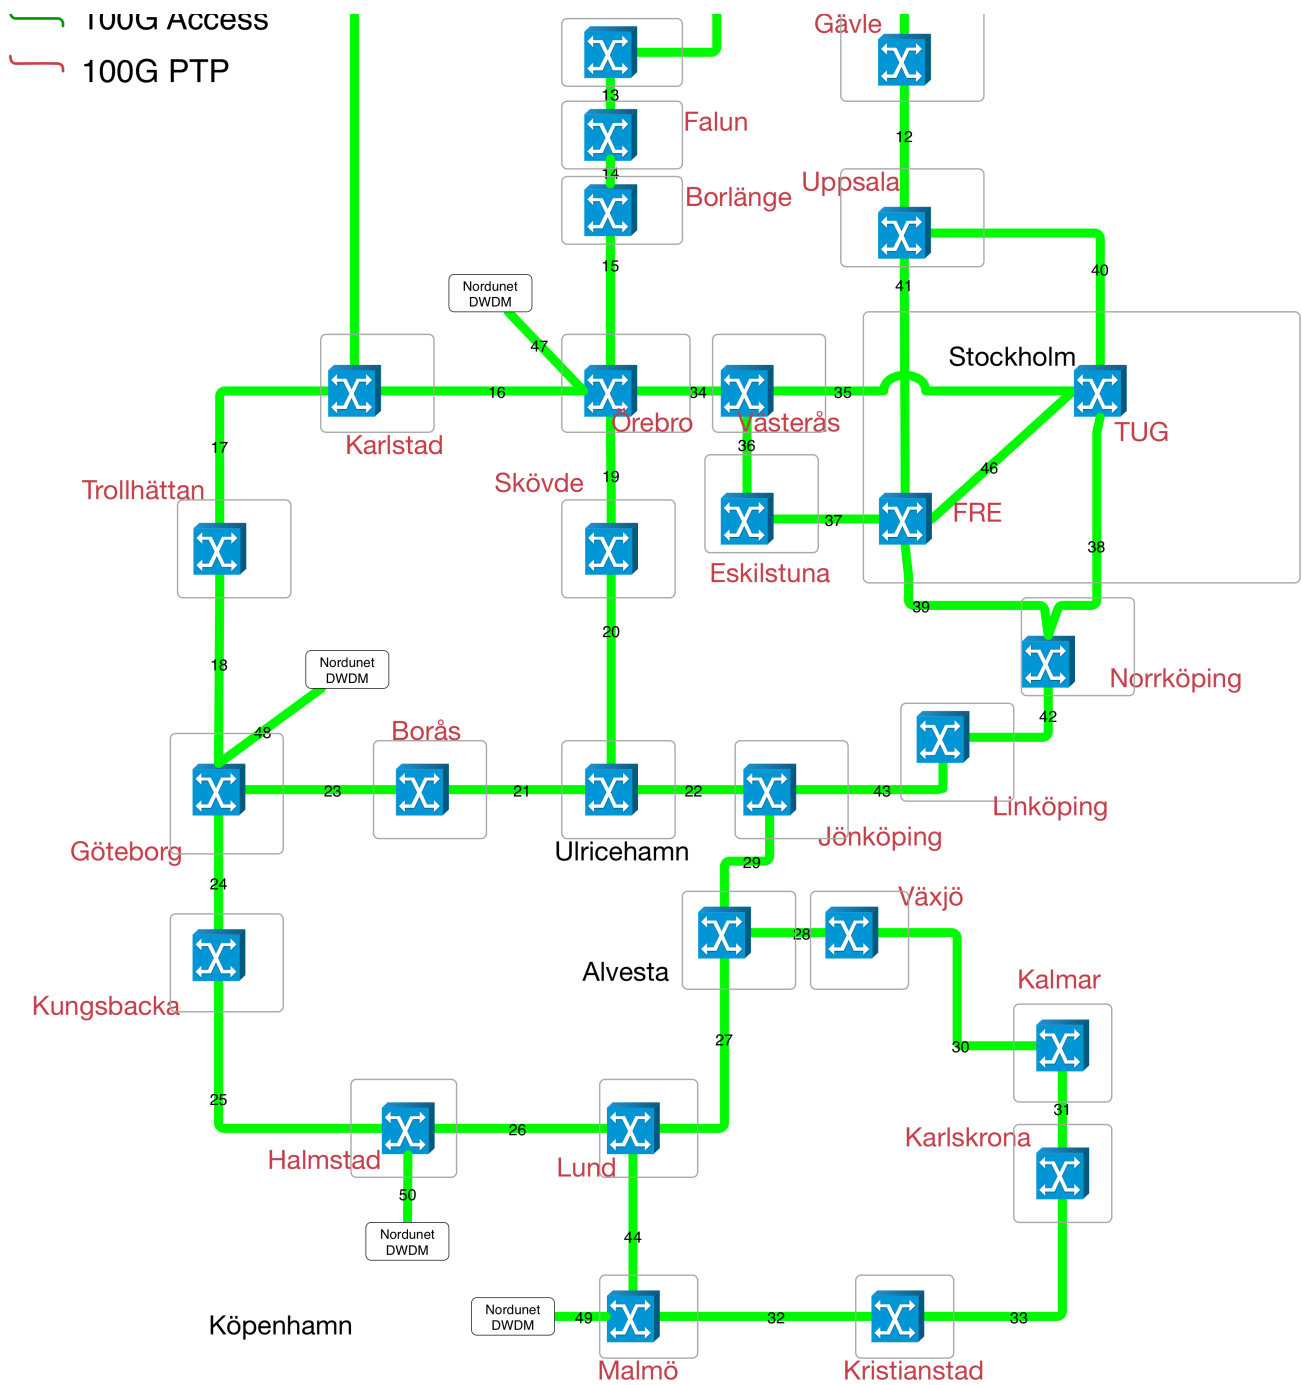 100G Access
100G PTP
Gävle
13
Falun
12
14
Uppsala
Borlänge
15
40
41
Nordunet
DWDM
47
Stockholm
16
34
35
Örebro
Västerås
TUG
Karlstad
17
36
46
19
Skövde
Trollhättan
FRE
37
38
Eskilstuna
39
20
18
Nordunet
DWDM
Norrköping
42
48
Borås
23
21
22
43
Linköping
Jönköping
Göteborg
Ulricehamn
29
24
Växjö
28
Alvesta
Kalmar
Kungsbacka
27
30
25
31
26
Karlskrona
Halmstad
Lund
50
Nordunet
DWDM
44
Nordunet
DWDM
49
32
33
Köpenhamn
Malmö
Kristianstad